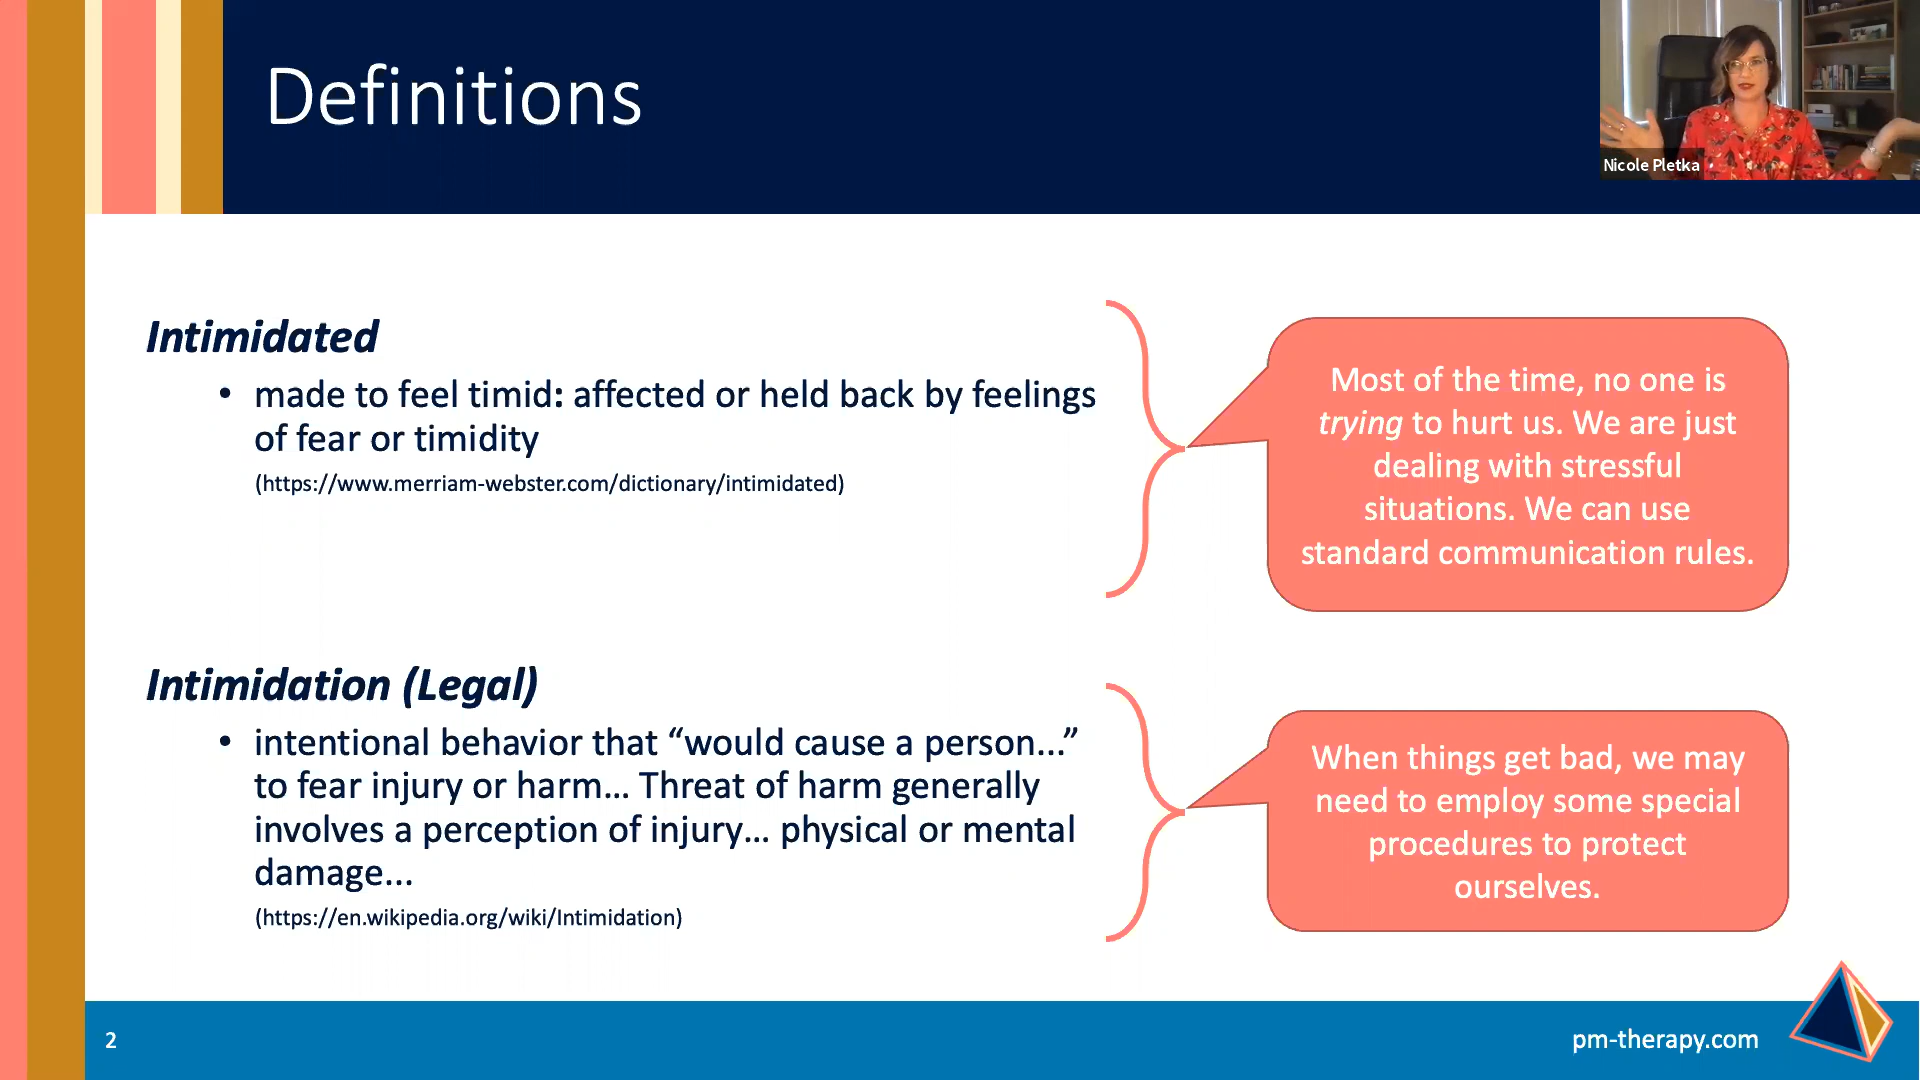 Definitions
Nicole Pletka
Intimidated
• made to feel timid: affected or held back by feelings
of fear or timidity
(https://www.merriam-webster.com/dictionary/intimidated)
Most of the time, no one is
trying to hurt us. We are just
dealing with stressful
situations. We can use
standard communication rules.
Intimidation (Legal)
• intentional behavior that “would cause a person...”
to fear injury or harm... Threat of harm generally
involves a perception of injury... physical or mental
damage...
(https://en.wikipedia.org/wiki/Intimidation)
When things get bad, we may
need to employ some special
procedures to protect
ourselves.
2
pm-therapy.com